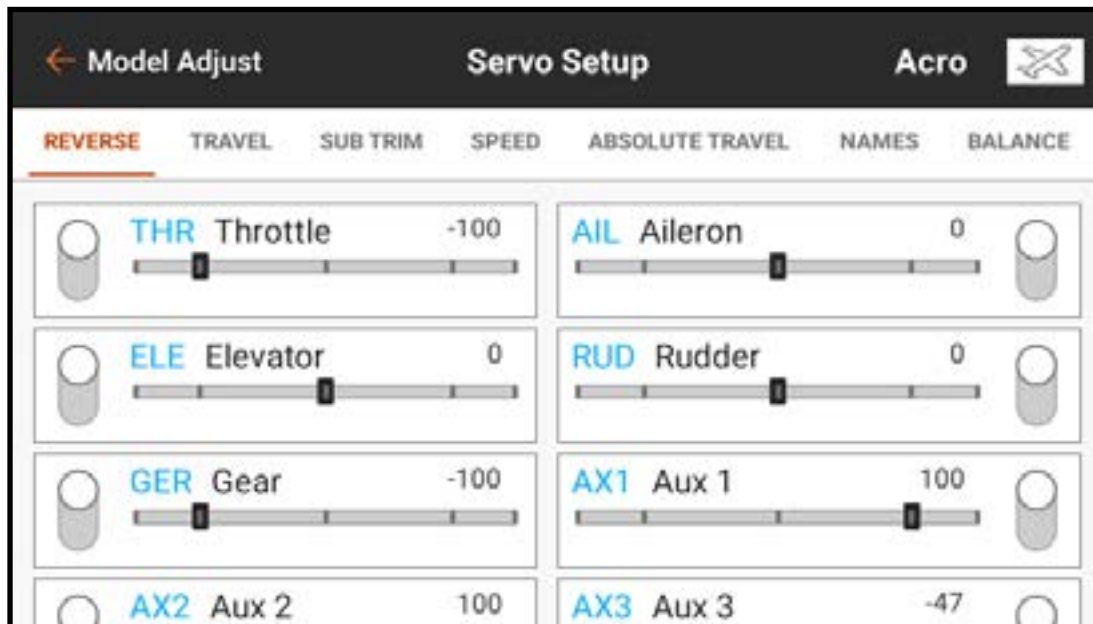 Model Adjust Servo Setup Acro
REVERSE TRAVEL SUB TRIM SPEED ABSOLUTE TRAVEL NAMES BALANCE
THR Throttle -100 AIL Aileron 0
ELE Elevator 0 RUD Rudder 0
GER Gear -100 AX1 Aux 1 100
AX2 Aux 2 100 AX3 Aux 3 -47